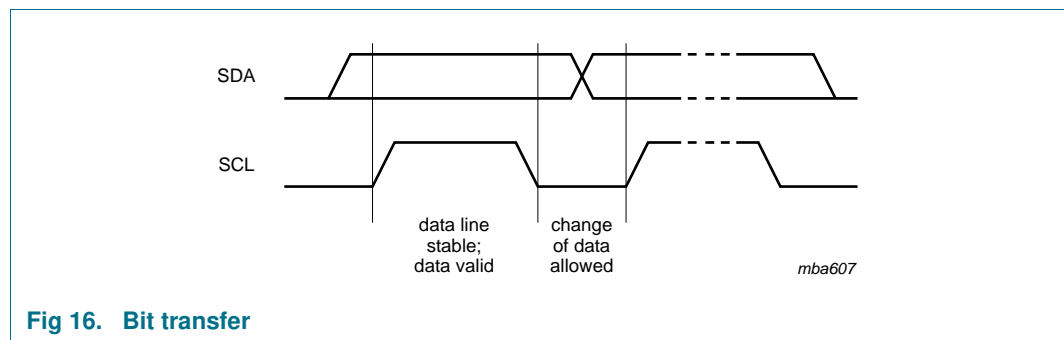 SDA
SCL
data line
stable;
data valid
change
of data
allowed
mba607
Fig 16. Bit transfer